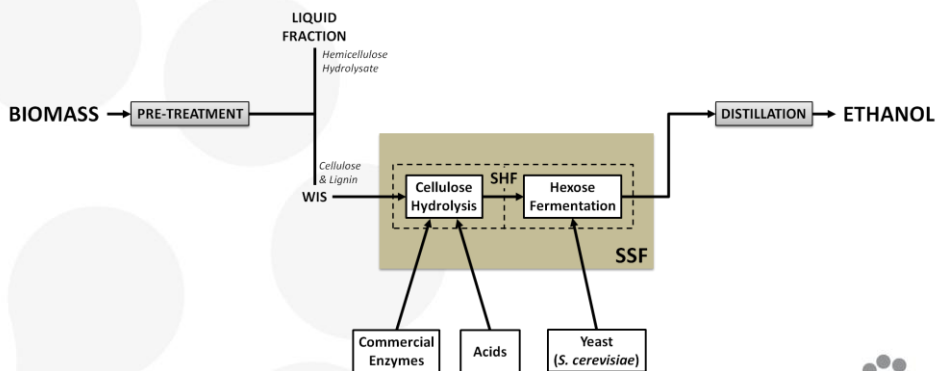 LIQUID
FRACTION
Hemicellulose
Hydrolysate
BIOMASS
PRE-TREATMENT
DISTILLATION
ETHANOL
Cellulose
& Lignin
WIS
Cellulose
Hydrolysis
SHF
Hexose
Fermentation
SSF
Commercial
Enzymes
Acids
Yeast
(S. cerevisiae)